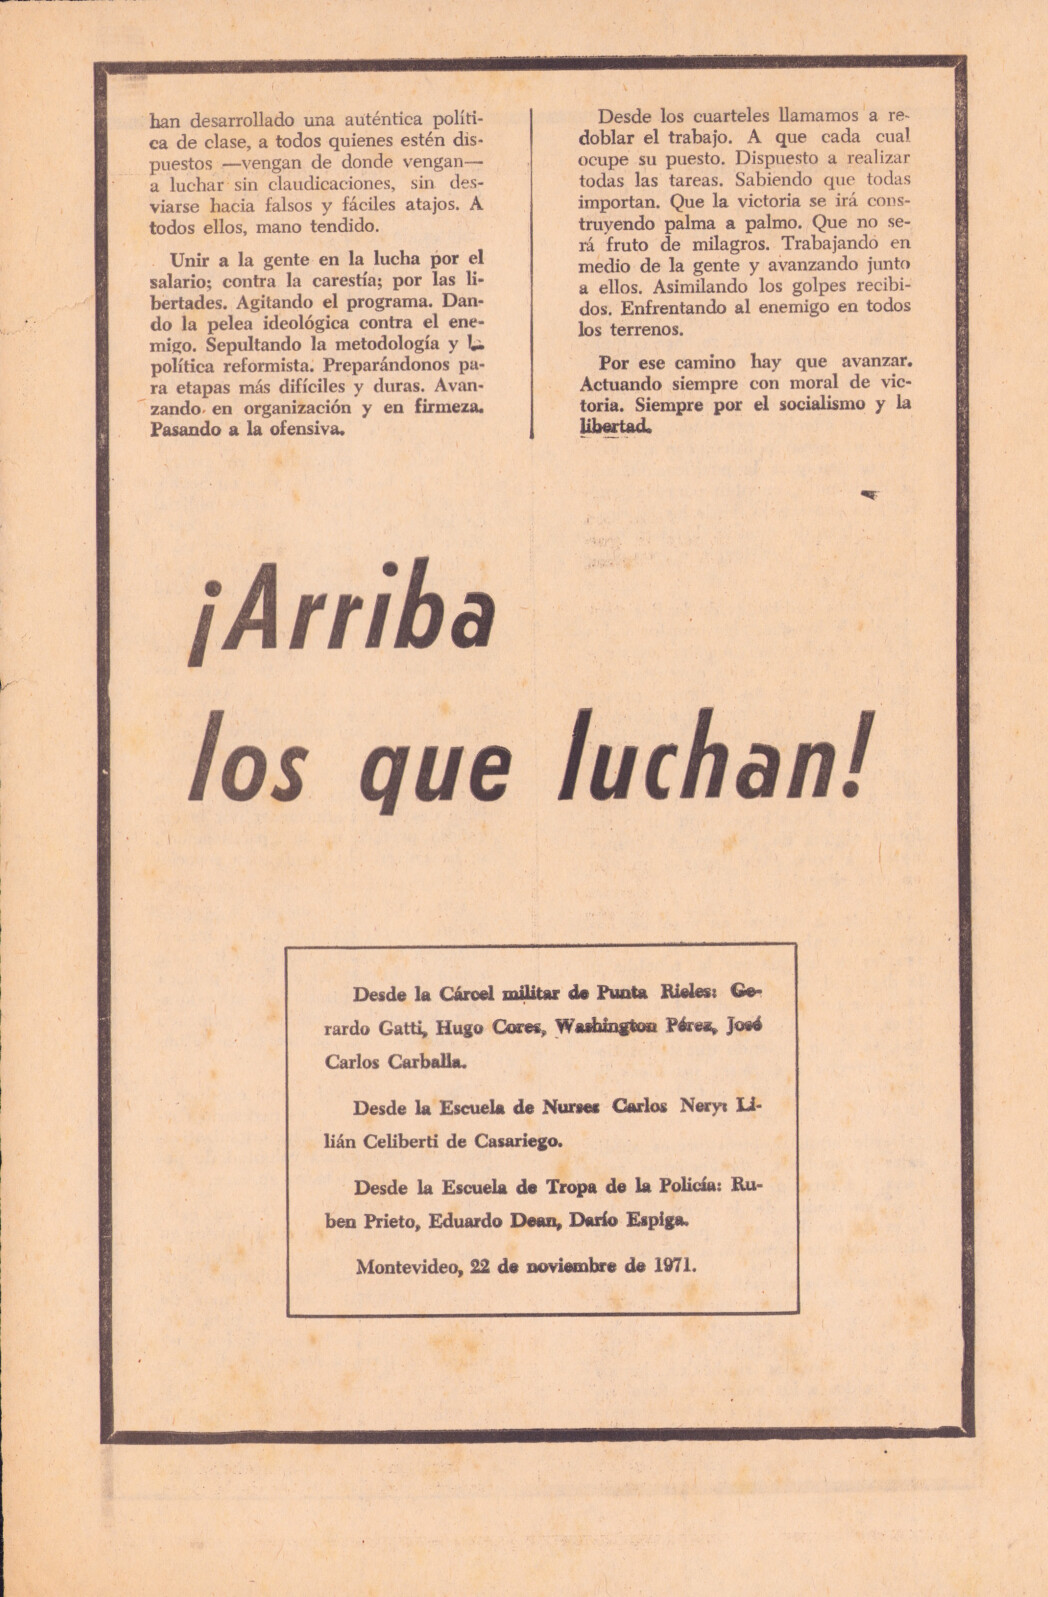 han desarrollado una auténtica políti-
ca de clase, a todos quienes estén dis-
puestos —vengan de donde vengan—
a luchar sin claudicaciones, sin des-
viarse hacia falsos y fáciles atajos. A
todos ellos, mano tendido.
Unir a la gente en la lucha por el
salario; contra la carestía; por las li-
bertades. Agitando el programa. Dan-
do la pelea ideológica contra el ene-
migo. Sepultando la metodología y la
política reformista. Preparándonos pa-
ra etapas más difíciles y duras. Avan-
zando en organización y en firmeza.
Pasando a la ofensiva.
Desde los cuarteles llamamos a re-
doblar el trabajo. A que cada cual
ocupe su puesto. Dispuesto a realizar
todas las tareas. Sabiendo que todas
importan. Que la victoria se irá cons-
truyendo palma a palmo. Que no se-
rá fruto de milagros. Trabajando en
medio de la gente y avanzando junto
a ellos. Asimilando los golpes recibi-
dos. Enfrentando al enemigo en todos
los terrenos.
Por ese camino hay que avanzar.
Actuando siempre con moral de vic-
toria. Siempre por el socialismo y la
libertad.
¡Arriba
los que luchan!
Desde la Cárcel militar de Punta Rieles: Ge-
rardo Gatti, Hugo Cores, Washington Pérez, José
Carlos Carballa.
Desde la Escuela de Nurses Carlos Nery: Li-
lián Celiberti de Casariego.
Desde la Escuela de Tropa de la Policía: Ru-
ben Prieto, Eduardo Dean, Darío Espiga.
Montevideo, 22 de noviembre de 1971.